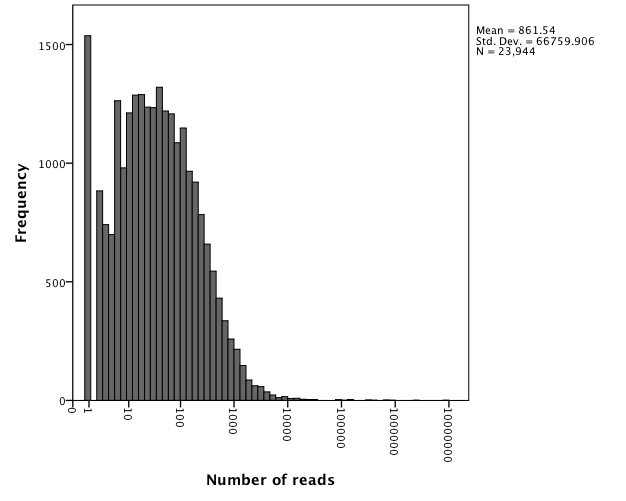 Mean = 861.54
Std. Dev. = 66759.906
N = 23,944
1500
1000
500
0
Frequency
0
1
10
100
1000
10000
100000
1000000
10000000
Number of reads